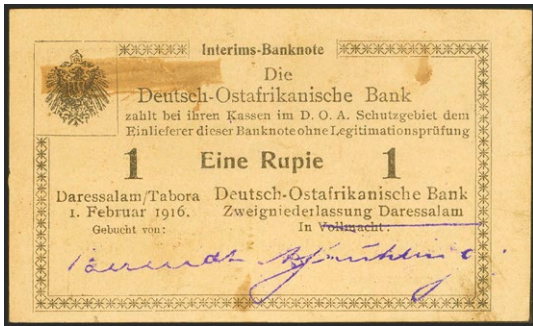 Interims-Banknote
Die
Deutsch-Ostafrikanische Bank
zahlt bei ihren Kassen im D. O. A. Schutzgebiet dem
Einlieferer dieser Banknote ohne Legitimationsprüfung
1 Eine Rupie 1
Daressalam/Tabora
1. Februar 1916.
Gebucht von:
Deutsch-Ostafrikanische Bank
Zweigniederlassung Daressalam
In Vollmacht: